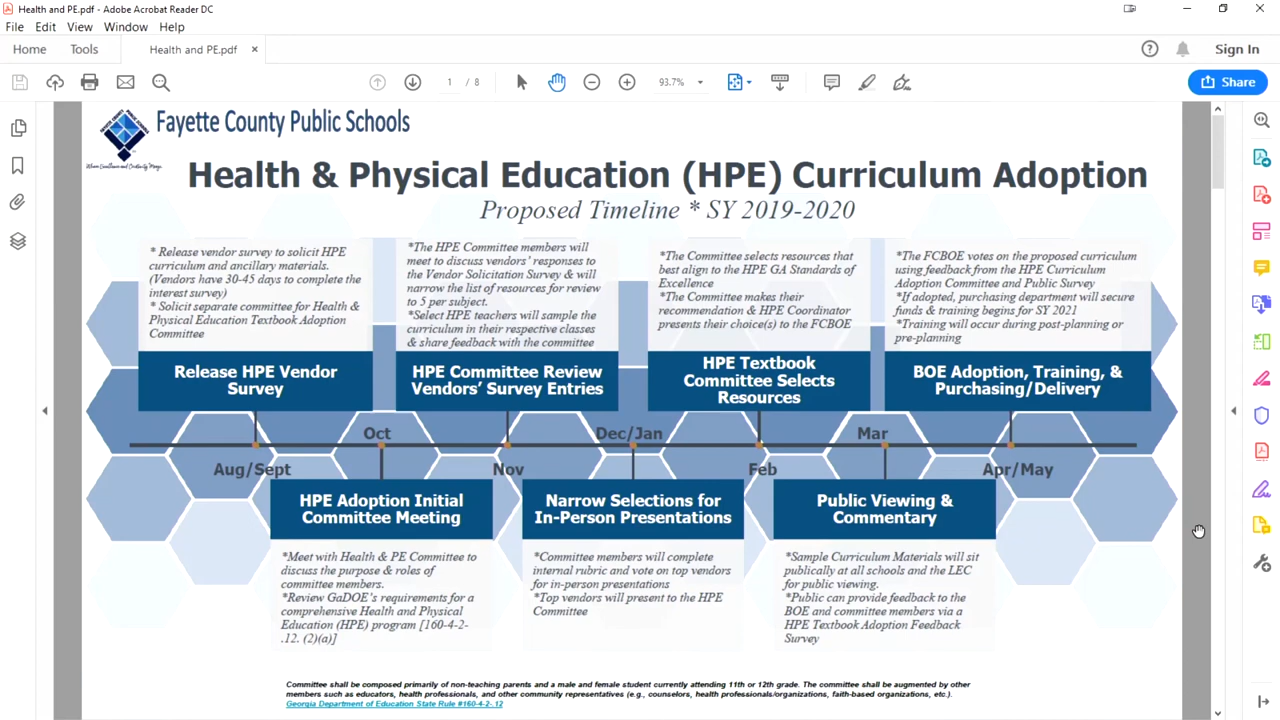 Health and PE.pdf - Adobe Acrobat Reader DC
File Edit View Window Help
Home Tools Health and PE.pdf × Sign In
1 / 8 93.7% Share
Fayette County Public Schools
Where Excellence and Creativity Merge
Health & Physical Education (HPE) Curriculum Adoption
Proposed Timeline * SY 2019-2020
* Release vendor survey to solicit HPE
curriculum and ancillary materials.
(Vendors have 30-45 days to complete the
interest survey)
* Solicit separate committee for Health &
Physical Education Textbook Adoption
Committee
Release HPE Vendor
Survey
*The HPE Committee members will
meet to discuss vendors' responses to
the Vendor Solicitation Survey & will
narrow the list of resources for review
to 5 per subject.
*Select HPE teachers will sample the
curriculum in their respective classes
& share feedback with the committee
HPE Committee Review
Vendors' Survey Entries
*The Committee selects resources that
best align to the HPE GA Standards of
Excellence
*The Committee makes their
recommendation & HPE Coordinator
presents their choice(s) to the FCBOE
HPE Textbook
Committee Selects
Resources
*The FCBOE votes on the proposed curriculum
using feedback from the HPE Curriculum
Adoption Committee and Public Survey
*If adopted, purchasing department will secure
funds & training begins for SY 2021
*Training will occur during post-planning or
pre-planning
BOE Adoption, Training, &
Purchasing/Delivery
Oct Dec/Jan Mar
Aug/Sept Nov Feb Apr/May
HPE Adoption Initial
Committee Meeting
*Meet with Health & PE Committee to
discuss the purpose & roles of
committee members.
*Review GaDOE's requirements for a
comprehensive Health and Physical
Education (HPE) program [160-4-2-
.12. (2)(a)]
Narrow Selections for
In-Person Presentations
*Committee members will complete
internal rubric and vote on top vendors
for in-person presentations
*Top vendors will present to the HPE
Committee
Public Viewing &
Commentary
*Sample Curriculum Materials will sit
publically at all schools and the LEC
for public viewing.
*Public can provide feedback to the
BOE and committee members via a
HPE Textbook Adoption Feedback
Survey
Committee shall be composed primarily of non-teaching parents and a male and female student currently attending 11th or 12th grade. The committee shall be augmented by other
members such as educators, health professionals, and other community representatives (e.g., counselors, health professionals/organizations, faith-based organizations, etc.).
Georgia Department of Education State Rule #160-4-2-.12